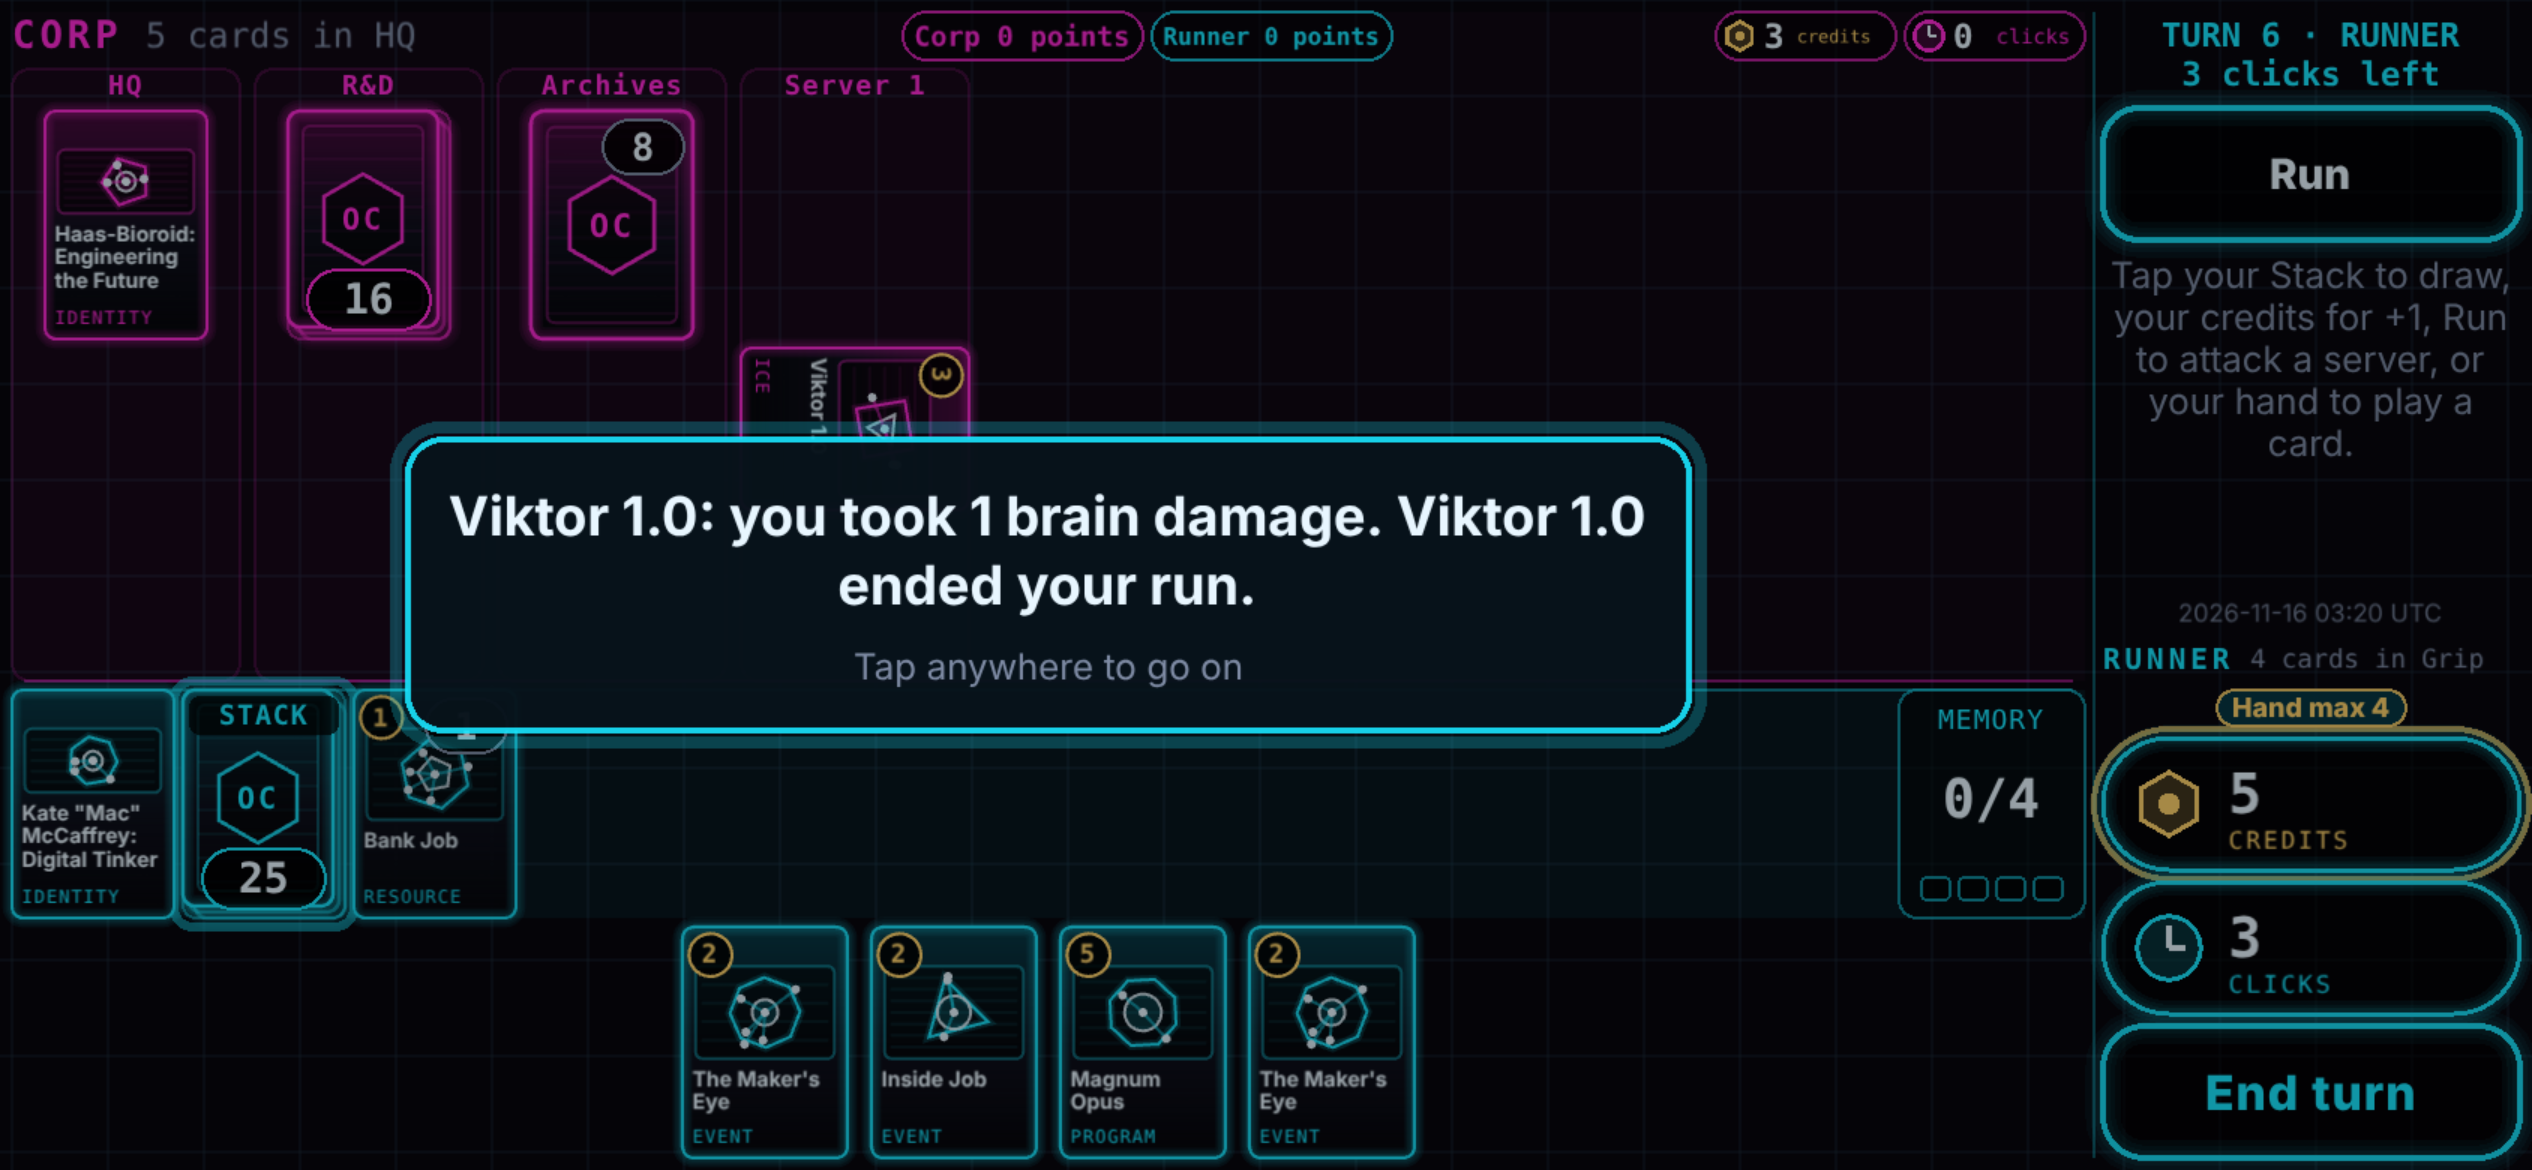 CORP 5 cards in HQ
Corp 0 points
Runner 0 points
3 credits
0 clicks
TURN 6 · RUNNER
3 clicks left
HQ
R&D
Archives
Server 1
Haas-Bioroid:
Engineering
the Future
IDENTITY
OC
16
8
OC
ICE
Viktor 1.0
3
Run
Tap your Stack to draw,
your credits for +1, Run
to attack a server, or
your hand to play a
card.
Viktor 1.0: you took 1 brain damage. Viktor 1.0
ended your run.
Tap anywhere to go on
2026-11-16 03:20 UTC
RUNNER 4 cards in Grip
Hand max 4
5
CREDITS
3
CLICKS
End turn
Kate "Mac"
McCaffrey:
Digital Tinker
IDENTITY
STACK
OC
25
1
1
Bank Job
RESOURCE
MEMORY
0/4
2
The Maker's
Eye
EVENT
2
Inside Job
EVENT
5
Magnum
Opus
PROGRAM
2
The Maker's
Eye
EVENT